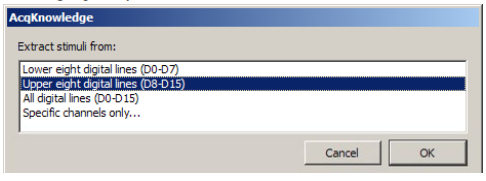 AcqKnowledge
Extract stimuli from:
Lower eight digital lines (D0-D7)
Upper eight digital lines (D8-D15)
All digital lines (D0-D15)
Specific channels only...
Cancel OK